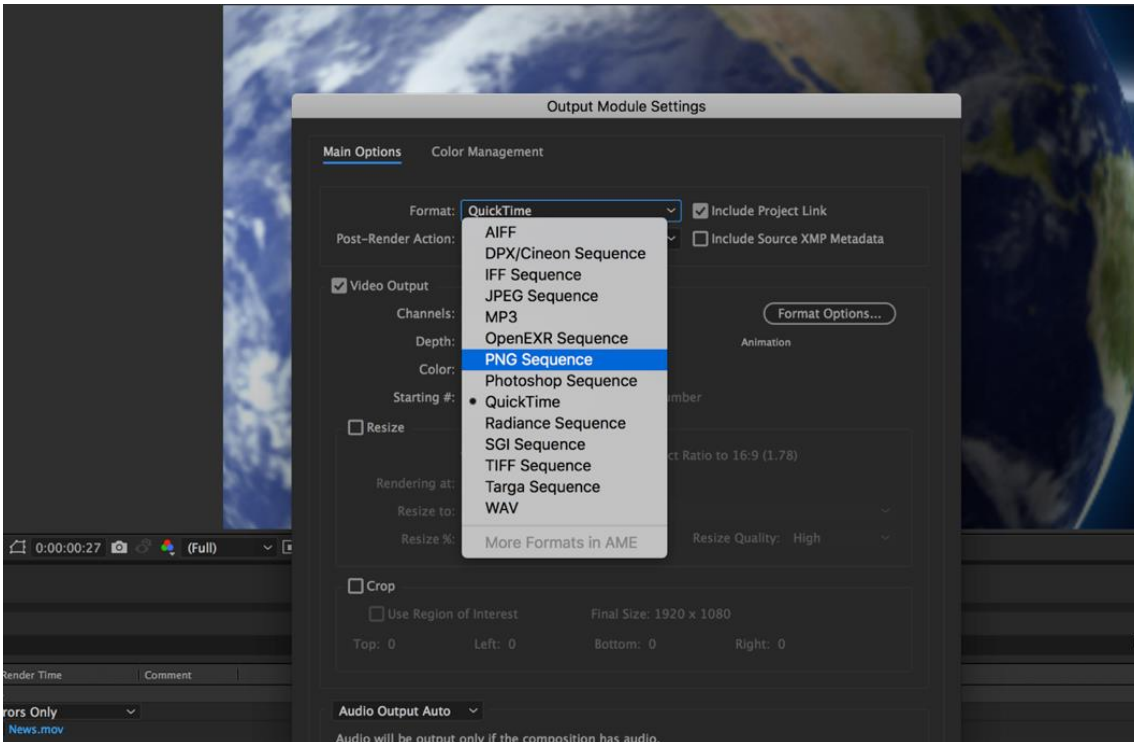 Output Module Settings
Main Options Color Management
Format: QuickTime Include Project Link
Post-Render Action: Include Source XMP Metadata
AIFF
DPX/Cineon Sequence
IFF Sequence
JPEG Sequence
MP3
OpenEXR Sequence
PNG Sequence
Photoshop Sequence
QuickTime
Radiance Sequence
SGI Sequence
TIFF Sequence
Targa Sequence
WAV
More Formats in AME
Video Output
Channels: Format Options...
Depth: Animation
Color:
Starting #:
Resize
to 16:9 (1.78)
Rendering at:
Resize to:
Resize %: Resize Quality: High
Crop
Use Region of Interest Final Size: 1920 x 1080
Top: 0 Left: 0 Bottom: 0 Right: 0
Audio Output Auto
Audio will be output only if the composition has audio.
0:00:00:27 (Full)
Render Time Comment
Only
News.mov